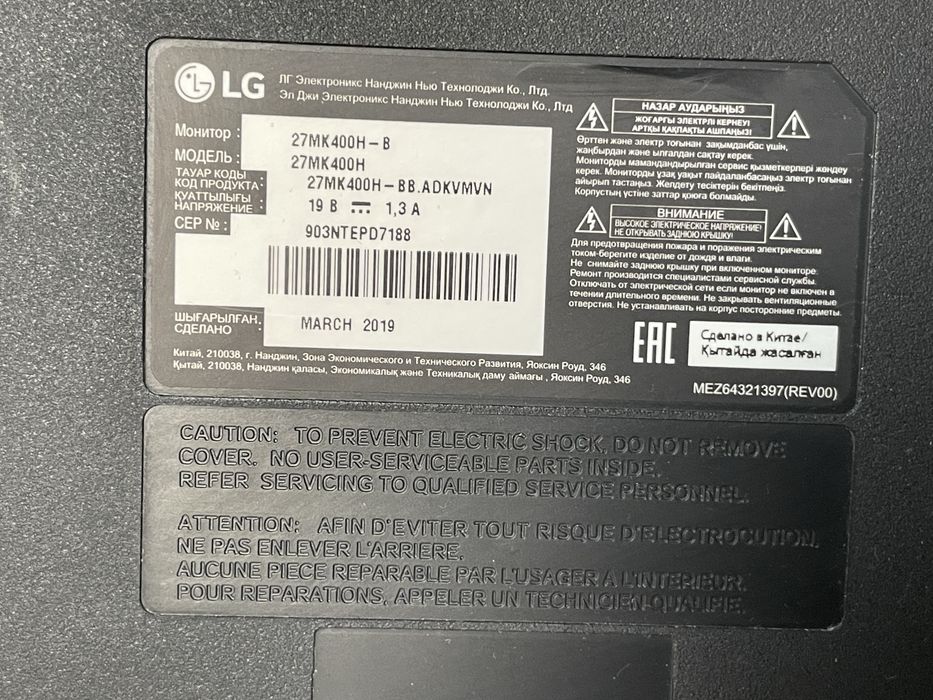 LG
ЛГ Электроникс Нанджин Нью Технолоджи Ко., Лтд.
Эл Джи Электроникс Нанджин Нью Технолоджи Ко., Лтд
Монитор :
27MK400H-B
МОДЕЛЬ :
27MK400H
ТАУАР КОДЫ
КОД ПРОДУКТА:
27MK400H-BB.ADKVMVN
ҚУАТТЫЛЫҒЫ
НАПРЯЖЕНИЕ :
19 В 1,3 А
СЕР № :
903NTEPD7188
ШЫҒАРЫЛҒАН.
СДЕЛАНО :
MARCH 2019
Китай, 210038, г. Нанджин, Зона Экономического и Технического Развития, Яоксин Роуд, 346
Қытай, 210038, Нанджин қаласы, Экономикалық және Техникалық даму аймағы , Яоксин Роуд, 346
НАЗАР АУДАРЫҢЫЗ
ЖОҒАРҒЫ ЭЛЕКТРЛІ КЕРНЕУ!
АРТҚЫ ҚАҚПАҚТЫ АШПАҢЫЗ!
Өрттен және электр тоғынан зақымданбас үшін,
жаңбырдан және ылғалдан сақтау керек.
Мониторды мамандандырылған сервис қызметкерлері жөндеу
керек. Мониторды ұзақ уақыт пайдаланбасаңыз электр тоғынан
айырып тастаңыз. Желдету тесіктерін бекітпеңіз.
Корпустың үстіне заттар қоюға болмайды.
ВНИМАНИЕ
ВЫСОКОЕ ЭЛЕКТРИЧЕСКОЕ НАПРЯЖЕНИЕ!
НЕ ОТКРЫВАТЬ ЗАДНЮЮ КРЫШКУ!
Для предотвращения пожара и поражения электрическим
током-берегите изделие от дождя и влаги.
Не снимайте заднюю крышку при включенном мониторе.
Ремонт производится специалистами сервисной службы.
Отключать от электрической сети если монитор не включен в
течении длительного времени. Не закрывать вентиляционные
отверстия. Не устанавливать на корпус посторонние предметы.
EAC
Сделано в Китае/
Қытайда жасалған
MEZ64321397(REV00)
CAUTION: TO PREVENT ELECTRIC SHOCK, DO NOT REMOVE
COVER. NO USER-SERVICEABLE PARTS INSIDE.
REFER SERVICING TO QUALIFIED SERVICE PERSONNEL.
ATTENTION: AFIN D'EVITER TOUT RISQUE D'ELECTROCUTION,
NE PAS ENLEVER L'ARRIERE.
AUCUNE PIECE REPARABLE PAR L'USAGER A L'INTERIEUR.
POUR REPARATIONS, APPELER UN TECHNICIEN QUALIFIE.